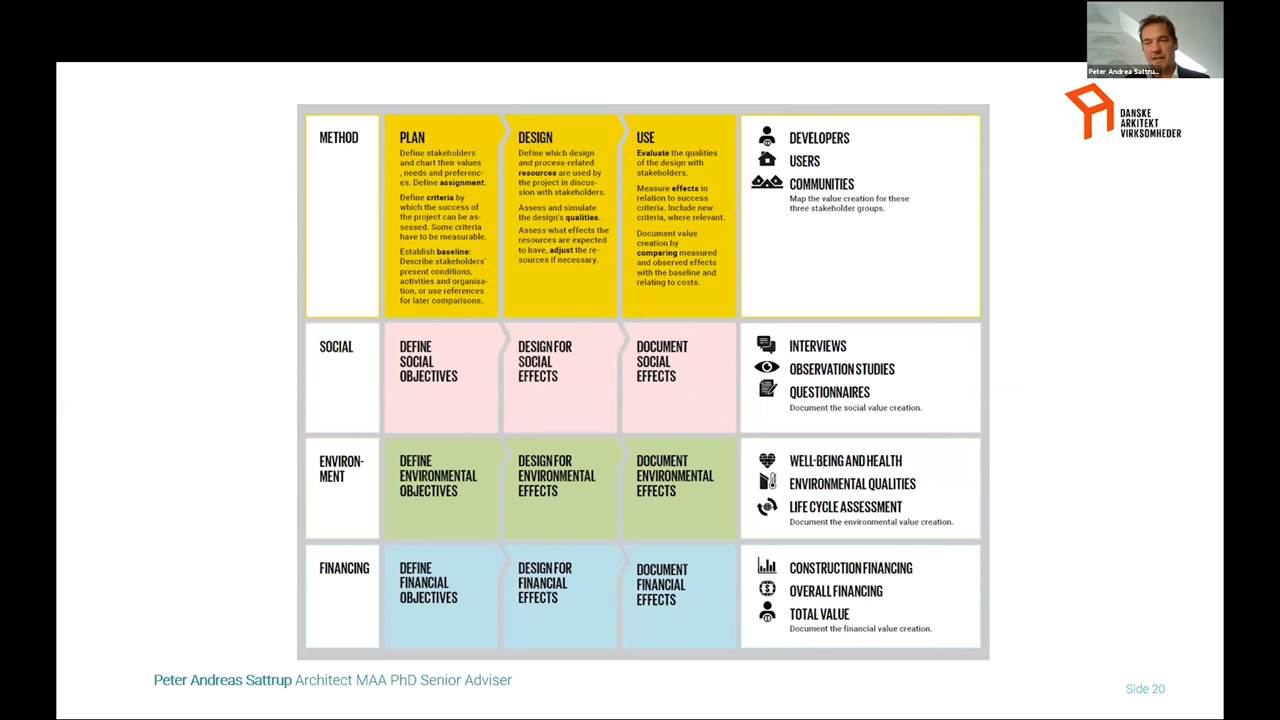 Peter Andrea Sattru...
DANSKE
ARKITEKT
VIRKSOMHEDER
METHOD
PLAN
Define stakeholders
and chart their values
, needs and preferenc-
es. Define assignment.
Define criteria by
which the success of
the project can be as-
sessed. Some criteria
have to be measurable.
Establish baseline:
Describe stakeholders'
present conditions,
activities and organisa-
tion, or use references
for later comparisons.
DESIGN
Define which design
and process-related
resources are used by
the project in discus-
sion with stakeholders.
Assess and simulate
the design's qualities.
Assess what effects the
resources are expected
to have, adjust the re-
sources if necessary.
USE
Evaluate the qualities
of the design with
stakeholders.
Measure effects in
relation to success
criteria. Include new
criteria, where relevant.
Document value
creation by
comparing measured
and observed effects
with the baseline and
relating to costs.
DEVELOPERS
USERS
COMMUNITIES
Map the value creation for these
three stakeholder groups.
SOCIAL
DEFINE
SOCIAL
OBJECTIVES
DESIGN FOR
SOCIAL
EFFECTS
DOCUMENT
SOCIAL
EFFECTS
INTERVIEWS
OBSERVATION STUDIES
QUESTIONNAIRES
Document the social value creation.
ENVIRON-
MENT
DEFINE
ENVIRONMENTAL
OBJECTIVES
DESIGN FOR
ENVIRONMENTAL
EFFECTS
DOCUMENT
ENVIRONMENTAL
EFFECTS
WELL-BEING AND HEALTH
ENVIRONMENTAL QUALITIES
LIFE CYCLE ASSESSMENT
Document the environmental value creation.
FINANCING
DEFINE
FINANCIAL
OBJECTIVES
DESIGN FOR
FINANCIAL
EFFECTS
DOCUMENT
FINANCIAL
EFFECTS
CONSTRUCTION FINANCING
OVERALL FINANCING
TOTAL VALUE
Document the financial value creation.
Peter Andreas Sattrup Architect MAA PhD Senior Adviser
Side 20